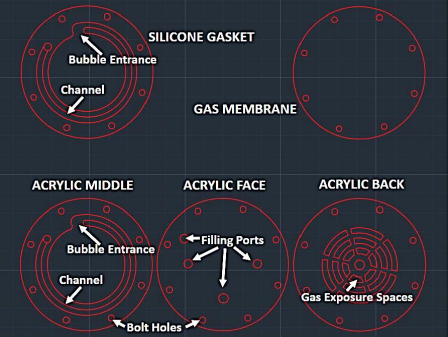 SILICONE GASKET
Bubble Entrance
Channel
GAS MEMBRANE
ACRYLIC MIDDLE
ACRYLIC FACE
ACRYLIC BACK
Bubble Entrance
Filling Ports
Channel
Gas Exposure Spaces
Bolt Holes